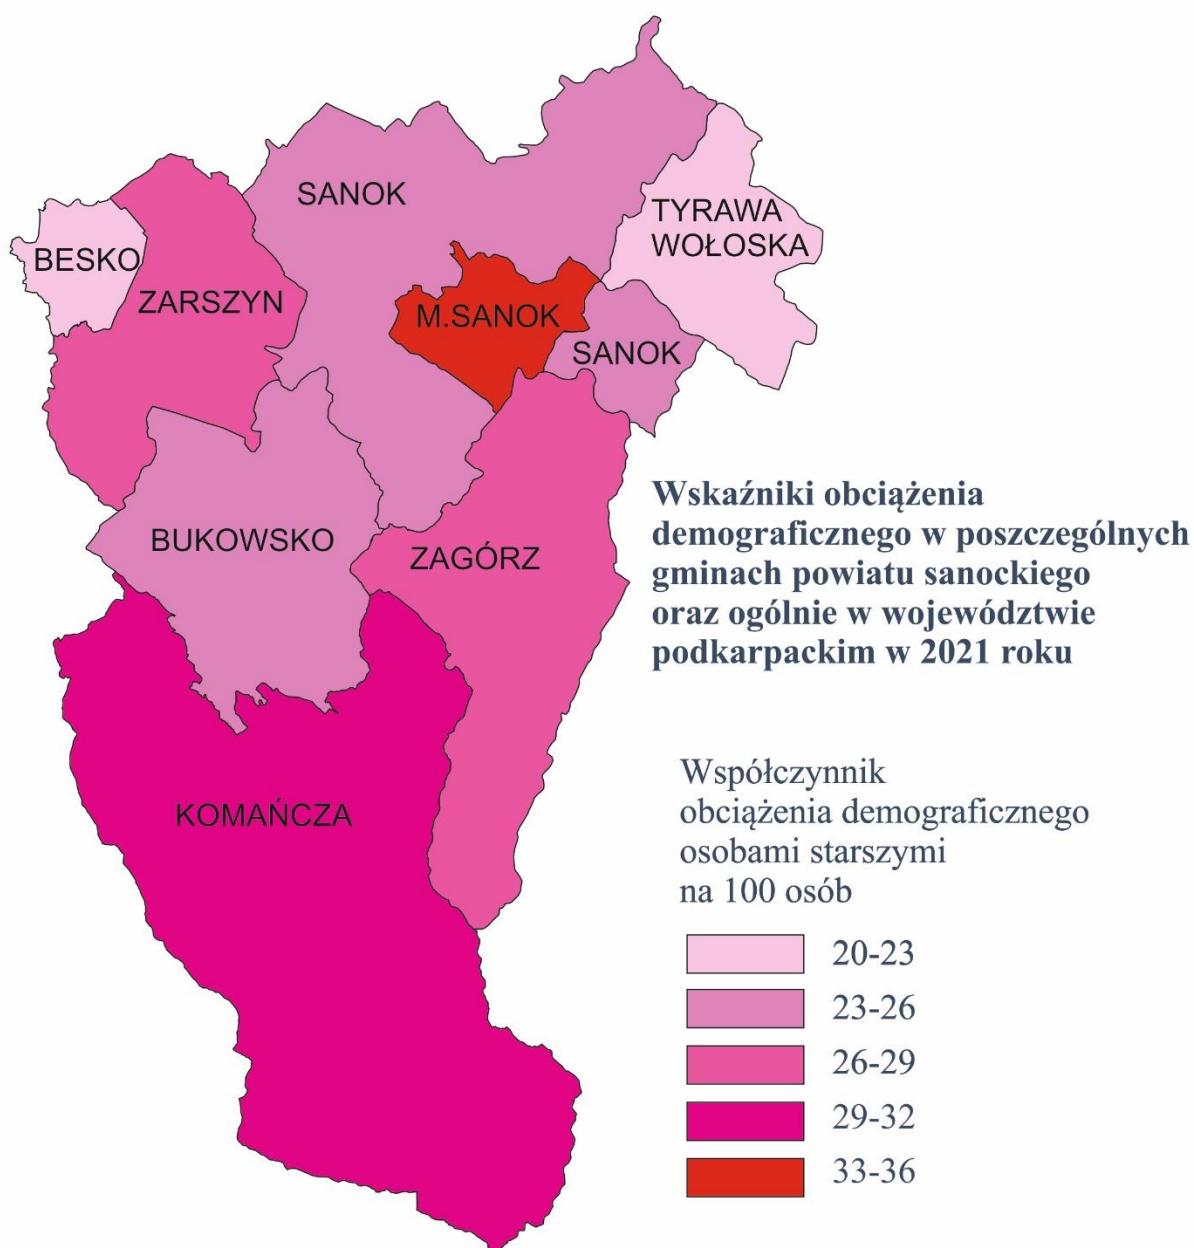 SANOK
TYRAWA
WOŁOSKA
BESKO
ZARSZYN
M.SANOK
SANOK
BUKOWSKO
ZAGÓRZ
KOMAŃCZA
Wskaźniki obciążenia
demograficznego w poszczególnych
gminach powiatu sanockiego
oraz ogólnie w województwie
podkarpackim w 2021 roku
Współczynnik
obciążenia demograficznego
osobami starszymi
na 100 osób
20-23
23-26
26-29
29-32
33-36